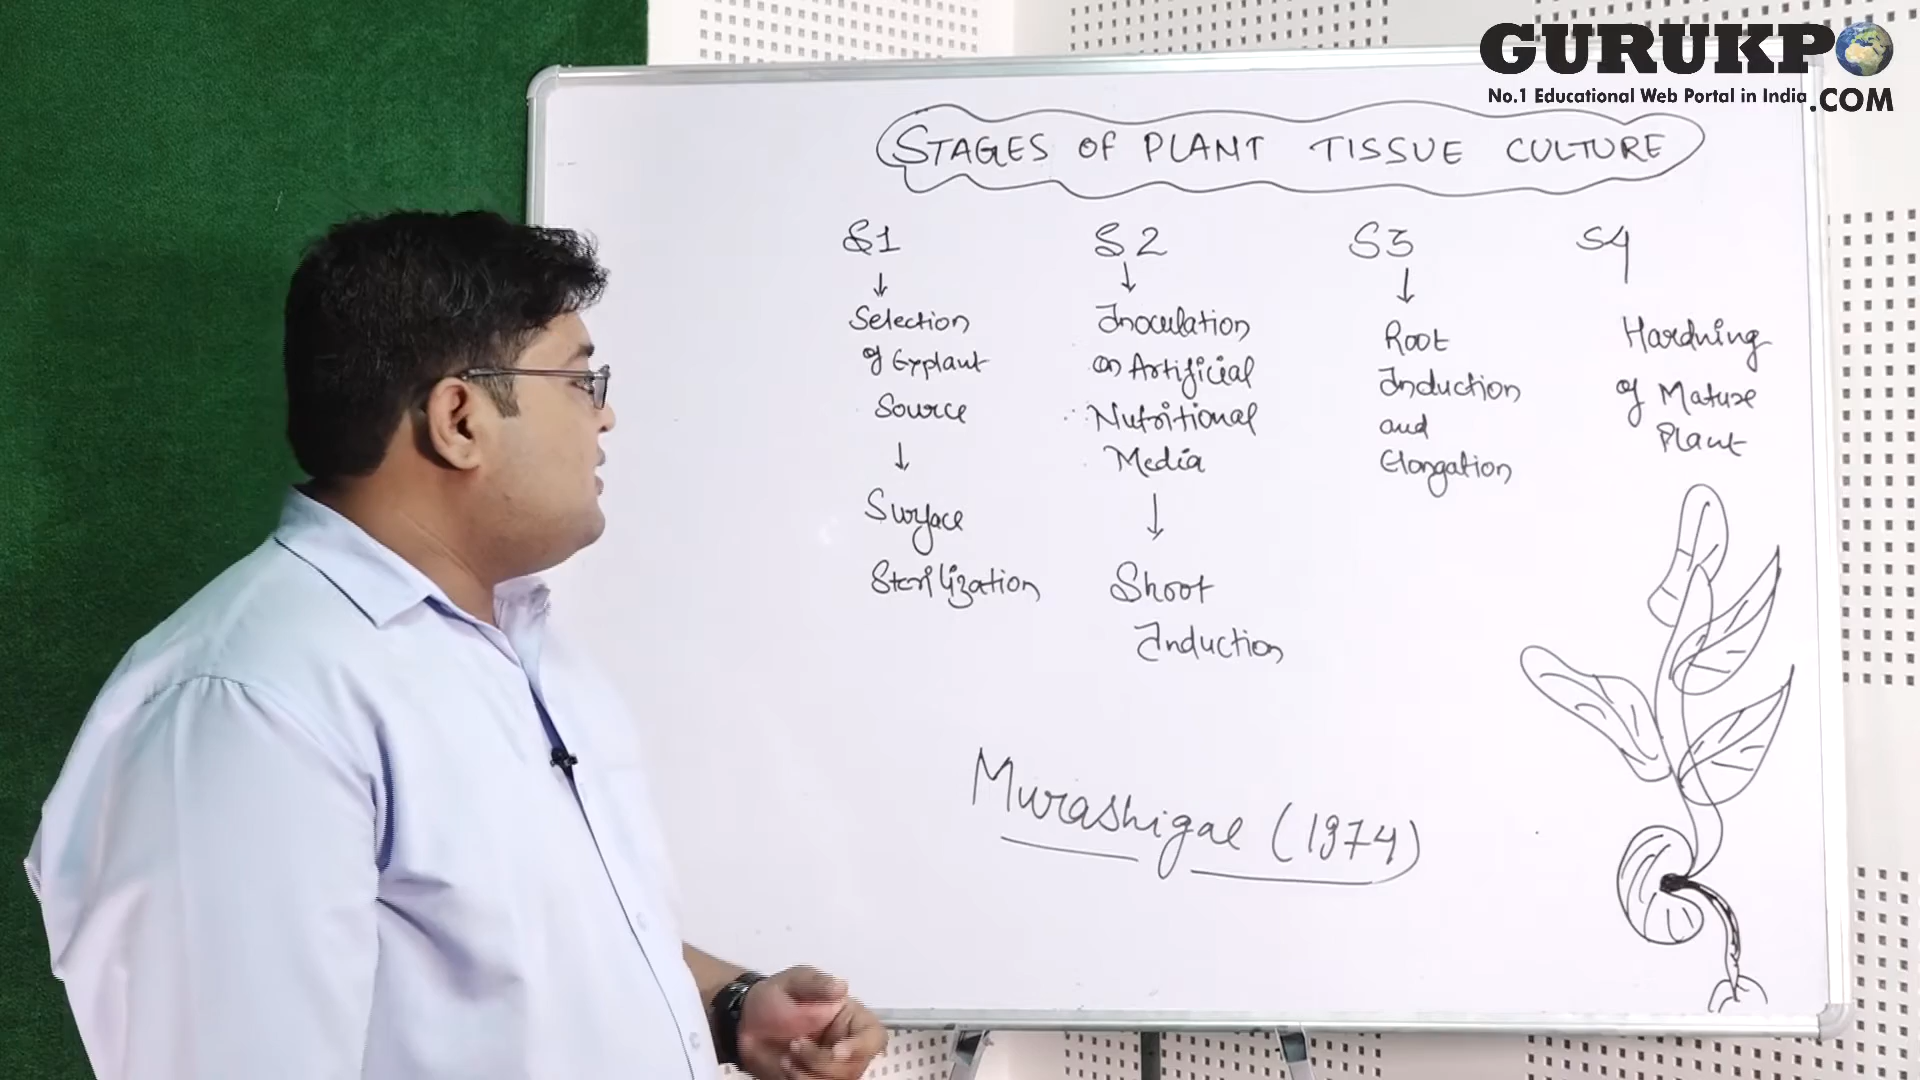 GURUKPO
No.1 Educational Web Portal in India .COM
STAGES OF PLANT TISSUE CULTURE
S1
↓
Selection
of Explant
Source
↓
Surface
Sterilization
S2
↓
Inoculation
on Artificial
Nutritional
Media
↓
Shoot
Induction
S3
↓
Root
Induction
and
Elongation
S4
Hardning
of Mature
Plant
Murashigae (1974)